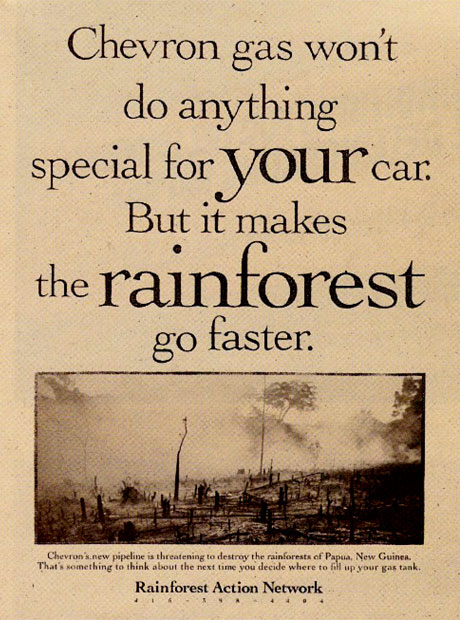 Chevron gas won't
do anything
special for your car.
But it makes
the rainforest
go faster.
Chevron's new pipeline is threatening to destroy the rainforests of Papua, New Guinea.
That's something to think about the next time you decide where to fill up your gas tank.
Rainforest Action Network
415-398-4404